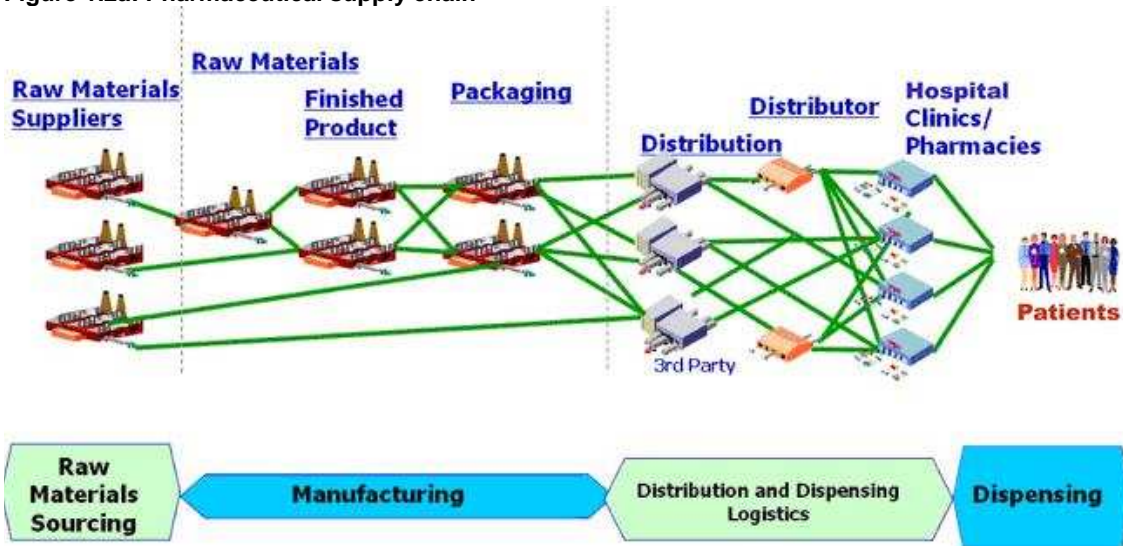 Raw Materials
Suppliers
Raw Materials
Finished
Product
Packaging
Distribution
Distributor
Hospital
Clinics/
Pharmacies
Patients
3rd Party
Raw
Materials
Sourcing
Manufacturing
Distribution and Dispensing
Logistics
Dispensing